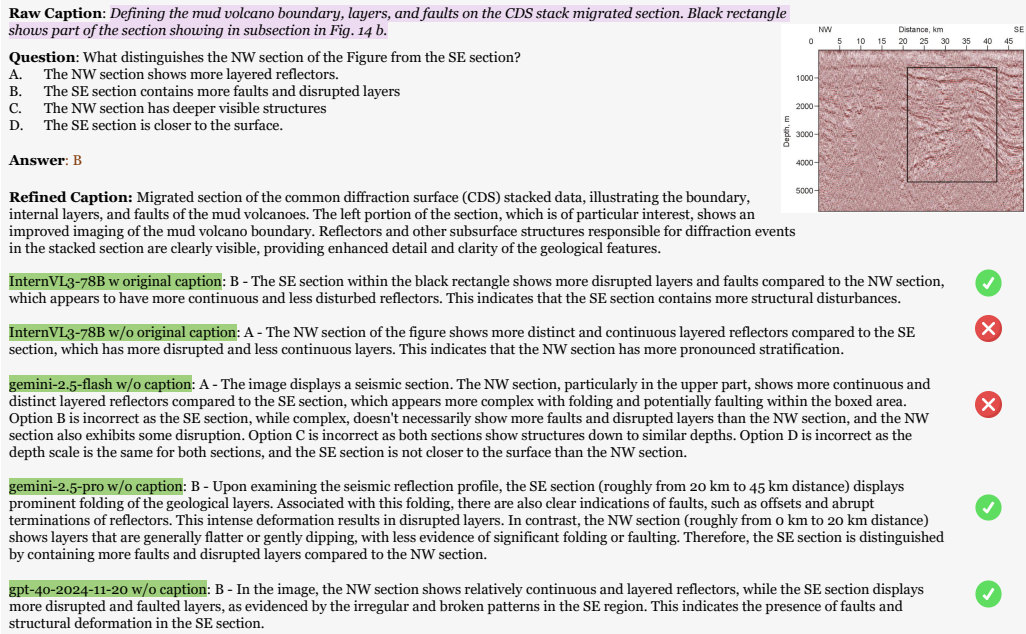 Raw Caption: Defining the mud volcano boundary, layers, and faults on the CDS stack migrated section. Black rectangle
shows part of the section showing in subsection in Fig. 14 b.
Question: What distinguishes the NW section of the Figure from the SE section?
A. The NW section shows more layered reflectors.
B. The SE section contains more faults and disrupted layers
C. The NW section has deeper visible structures
D. The SE section is closer to the surface.
Answer: B
NW Distance, km SE
0 5 10 15 20 25 30 35 40 45
1000
2000
Depth, m
3000
4000
5000
Refined Caption: Migrated section of the common diffraction surface (CDS) stacked data, illustrating the boundary,
internal layers, and faults of the mud volcanoes. The left portion of the section, which is of particular interest, shows an
improved imaging of the mud volcano boundary. Reflectors and other subsurface structures responsible for diffraction events
in the stacked section are clearly visible, providing enhanced detail and clarity of the geological features.
InternVL3-78B w original caption: B - The SE section within the black rectangle shows more disrupted layers and faults compared to the NW section,
which appears to have more continuous and less disturbed reflectors. This indicates that the SE section contains more structural disturbances.
InternVL3-78B w/o original caption: A - The NW section of the figure shows more distinct and continuous layered reflectors compared to the SE
section, which has more disrupted and less continuous layers. This indicates that the NW section has more pronounced stratification.
gemini-2.5-flash w/o caption: A - The image displays a seismic section. The NW section, particularly in the upper part, shows more continuous and
distinct layered reflectors compared to the SE section, which appears more complex with folding and potentially faulting within the boxed area.
Option B is incorrect as the SE section, while complex, doesn't necessarily show more faults and disrupted layers than the NW section, and the NW
section also exhibits some disruption. Option C is incorrect as both sections show structures down to similar depths. Option D is incorrect as the
depth scale is the same for both sections, and the SE section is not closer to the surface than the NW section.
gemini-2.5-pro w/o caption: B - Upon examining the seismic reflection profile, the SE section (roughly from 20 km to 45 km distance) displays
prominent folding of the geological layers. Associated with this folding, there are also clear indications of faults, such as offsets and abrupt
terminations of reflectors. This intense deformation results in disrupted layers. In contrast, the NW section (roughly from 0 km to 20 km distance)
shows layers that are generally flatter or gently dipping, with less evidence of significant folding or faulting. Therefore, the SE section is distinguished
by containing more faults and disrupted layers compared to the NW section.
gpt-4o-2024-11-20 w/o caption: B - In the image, the NW section shows relatively continuous and layered reflectors, while the SE section displays
more disrupted and faulted layers, as evidenced by the irregular and broken patterns in the SE region. This indicates the presence of faults and
structural deformation in the SE section.